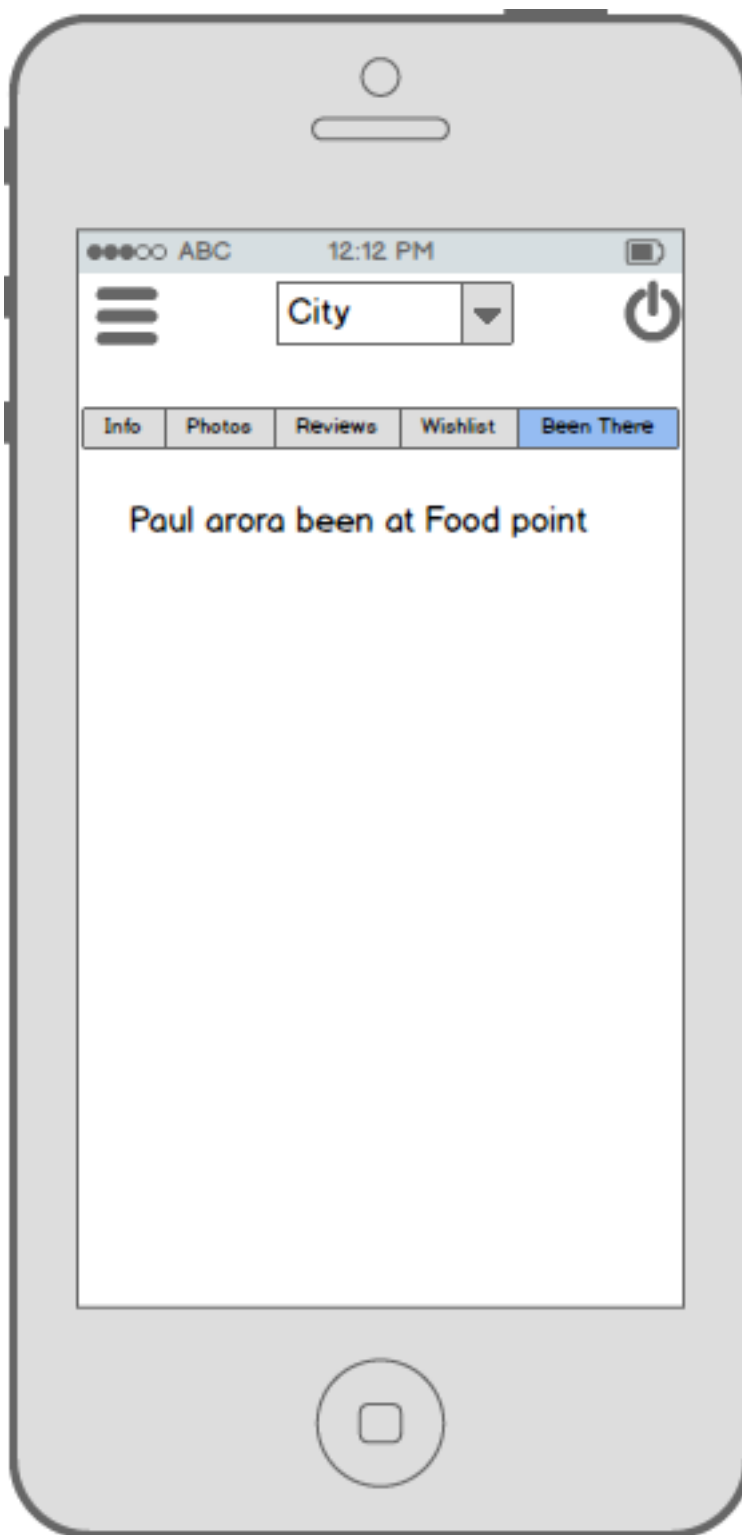 ABC 12:12 PM
City
Info Photos Reviews Wishlist Been There
Paul arora been at Food point